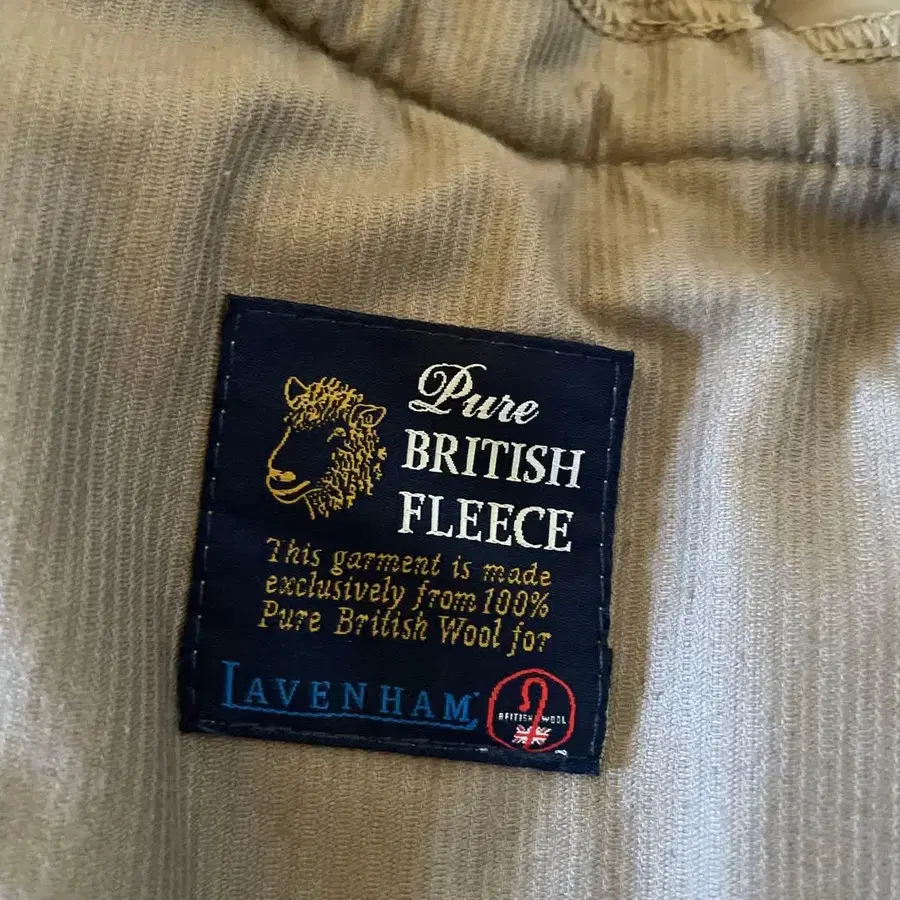 Pure
BRITISH
FLEECE
This garment is made
exclusively from 100%
Pure British Wool for
LAVENHAM
BRITISH WOOL